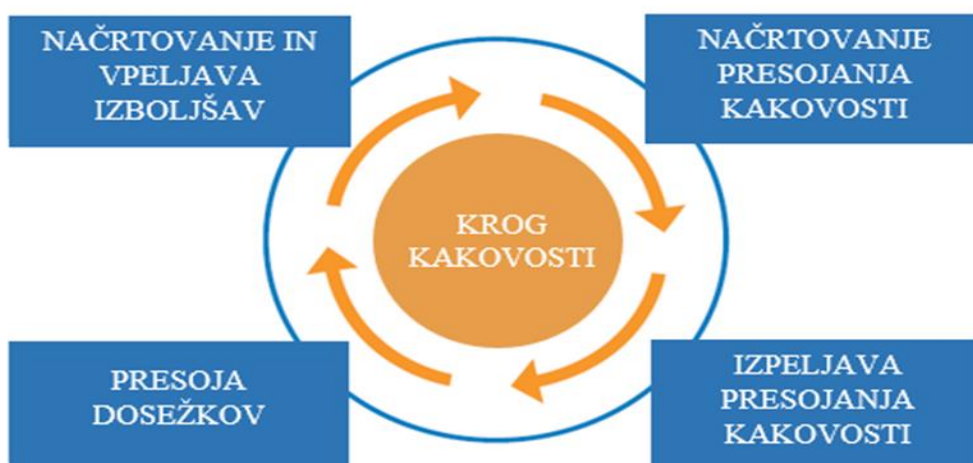 NAČRTOVANJE IN
VPELJAVA
IZBOLJŠAV
NAČRTOVANJE
PRESOJANJA
KAKOVOSTI
KROG
KAKOVOSTI
PRESOJA
DOSEŽKOV
IZPELJAVA
PRESOJANJA
KAKOVOSTI